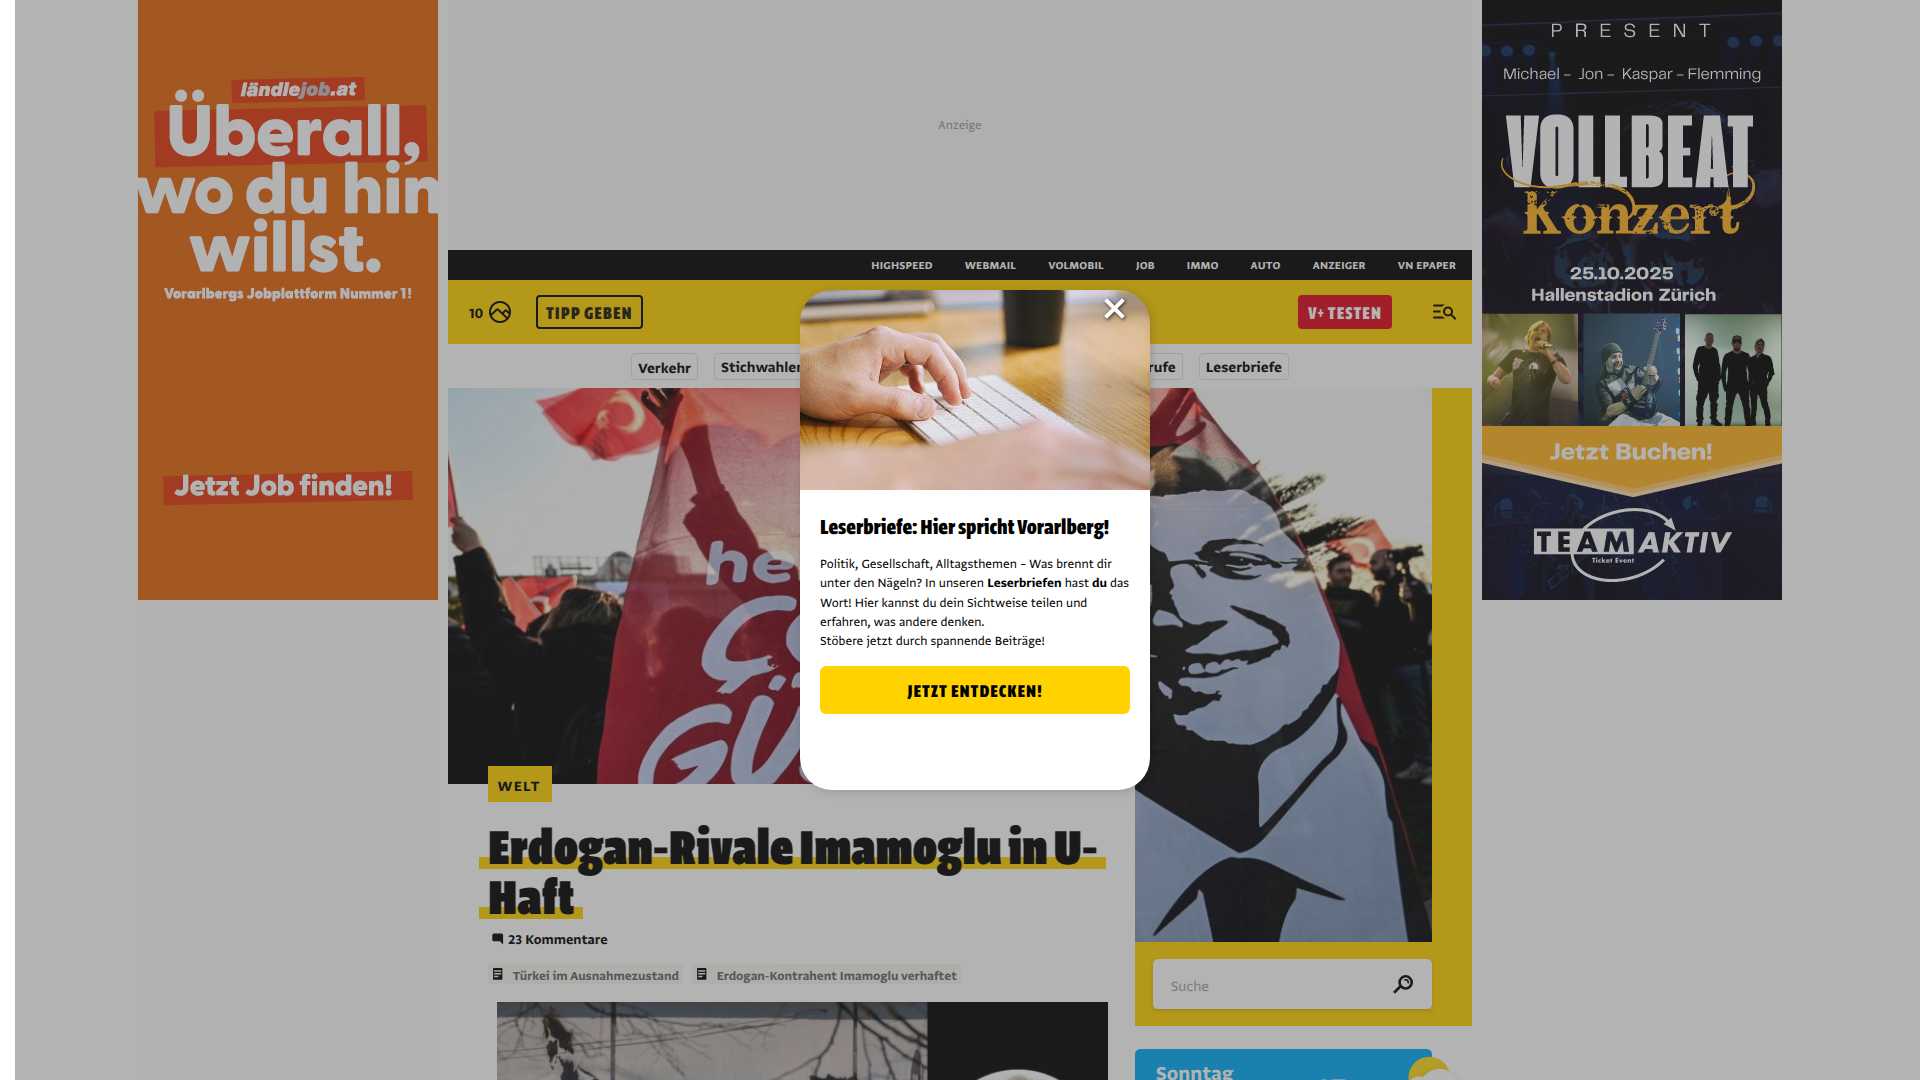 ländlejob.at
Überall,
wo du hin
willst.
Vorarlbergs Jobplattform Nummer 1!
Jetzt Job finden!
Anzeige
HIGHSPEED WEBMAIL VOLMOBIL JOB IMMO AUTO ANZEIGER VN EPAPER
10 TIPP GEBEN V+ TESTEN
Verkehr Leserbriefe
Leserbriefe: Hier spricht Vorarlberg!
Politik, Gesellschaft, Alltagsthemen – Was brennt dir
unter den Nägeln? In unseren Leserbriefen hast du das
Wort! Hier kannst du dein Sichtweise teilen und
erfahren, was andere denken.
Stöbere jetzt durch spannende Beiträge!
JETZT ENTDECKEN!
WELT
Erdogan-Rivale Imamoglu in U-
Haft
23 Kommentare
Türkei im Ausnahmezustand Erdogan-Kontrahent Imamoglu verhaftet
Suche
Sonntag
PRESENT
Michael – Jon – Kaspar – Flemming
VOLLBEAT
Konzert
25.10.2025
Hallenstadion Zürich
Jetzt Buchen!
TEAM AKTIV
Ticket Event